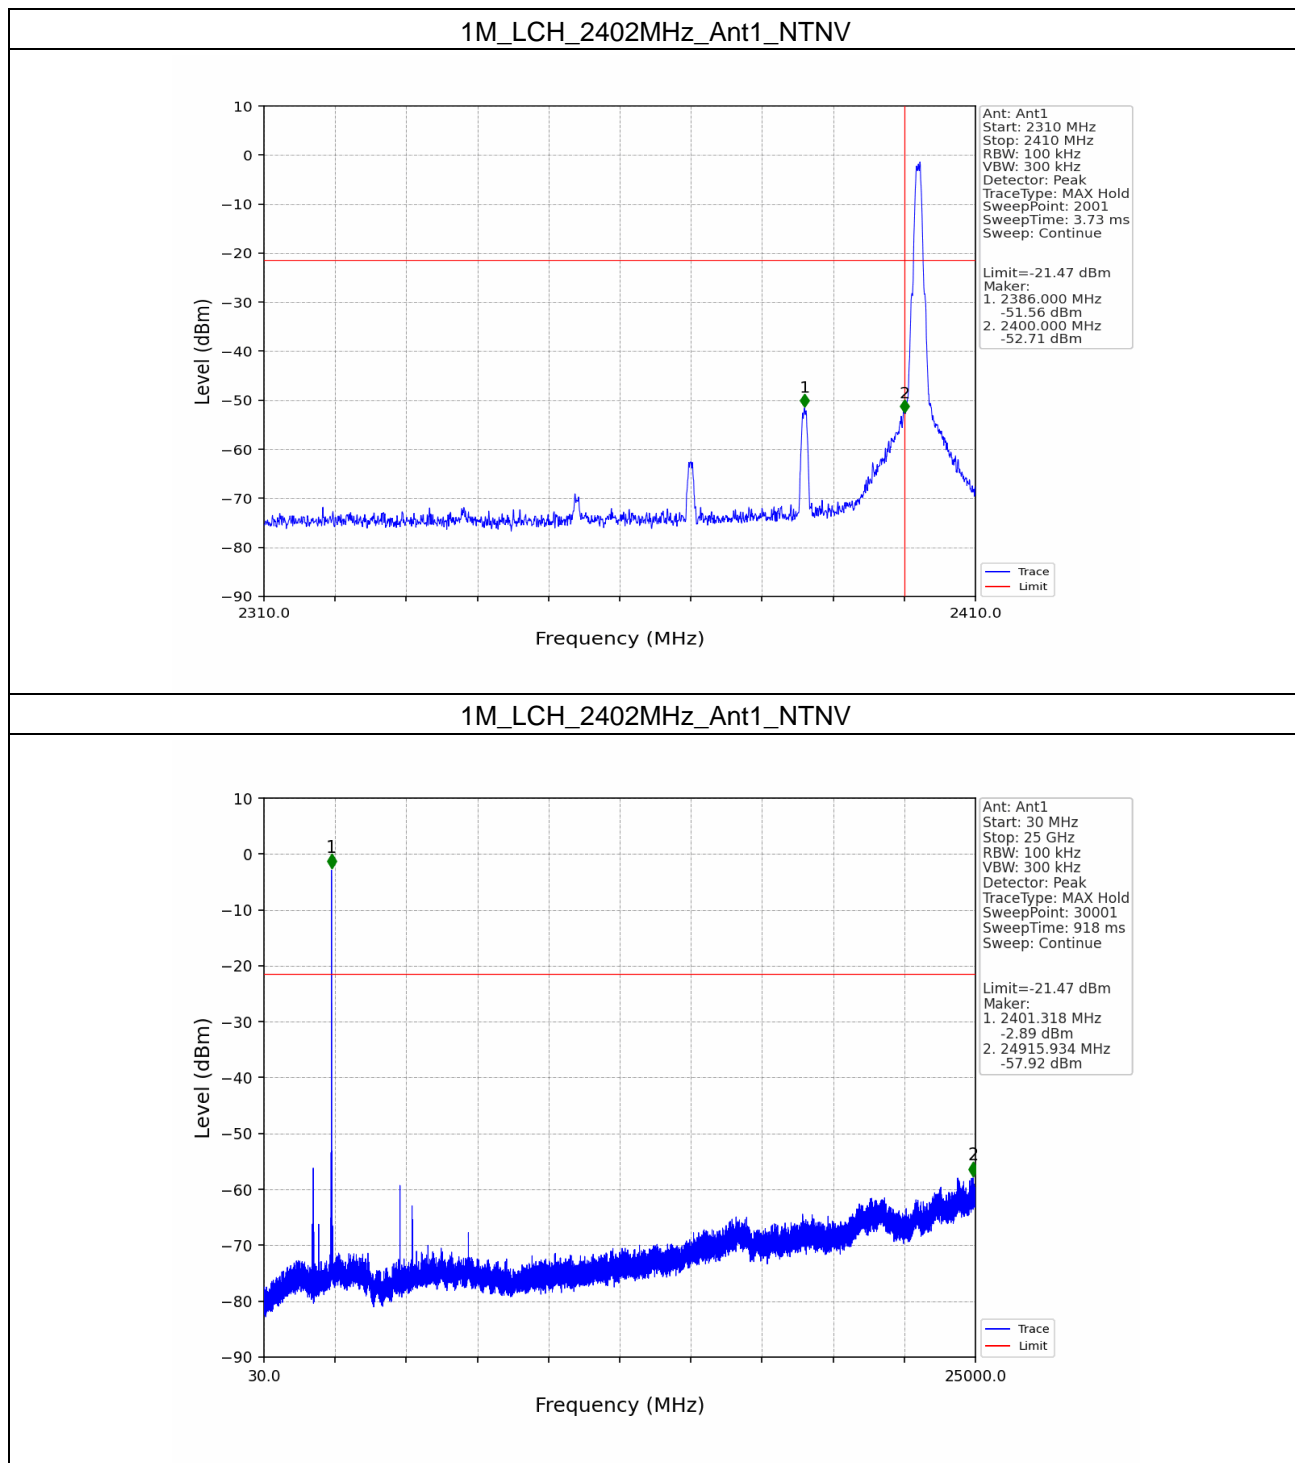 1M_LCH_2402MHz_Ant1_NTNV
10
0
−10
−20
−30
−40
−50
−60
−70
−80
−90
Level (dBm)
1
2
2310.0
2410.0
Frequency (MHz)
Ant: Ant1
Start: 2310 MHz
Stop: 2410 MHz
RBW: 100 kHz
VBW: 300 kHz
Detector: Peak
TraceType: MAX Hold
SweepPoint: 2001
SweepTime: 3.73 ms
Sweep: Continue
Limit=-21.47 dBm
Maker:
1. 2386.000 MHz
-51.56 dBm
2. 2400.000 MHz
-52.71 dBm
Trace
Limit
1M_LCH_2402MHz_Ant1_NTNV
10
0
−10
−20
−30
−40
−50
−60
−70
−80
−90
Level (dBm)
1
2
30.0
25000.0
Frequency (MHz)
Ant: Ant1
Start: 30 MHz
Stop: 25 GHz
RBW: 100 kHz
VBW: 300 kHz
Detector: Peak
TraceType: MAX Hold
SweepPoint: 30001
SweepTime: 918 ms
Sweep: Continue
Limit=-21.47 dBm
Maker:
1. 2401.318 MHz
-2.89 dBm
2. 24915.934 MHz
-57.92 dBm
Trace
Limit